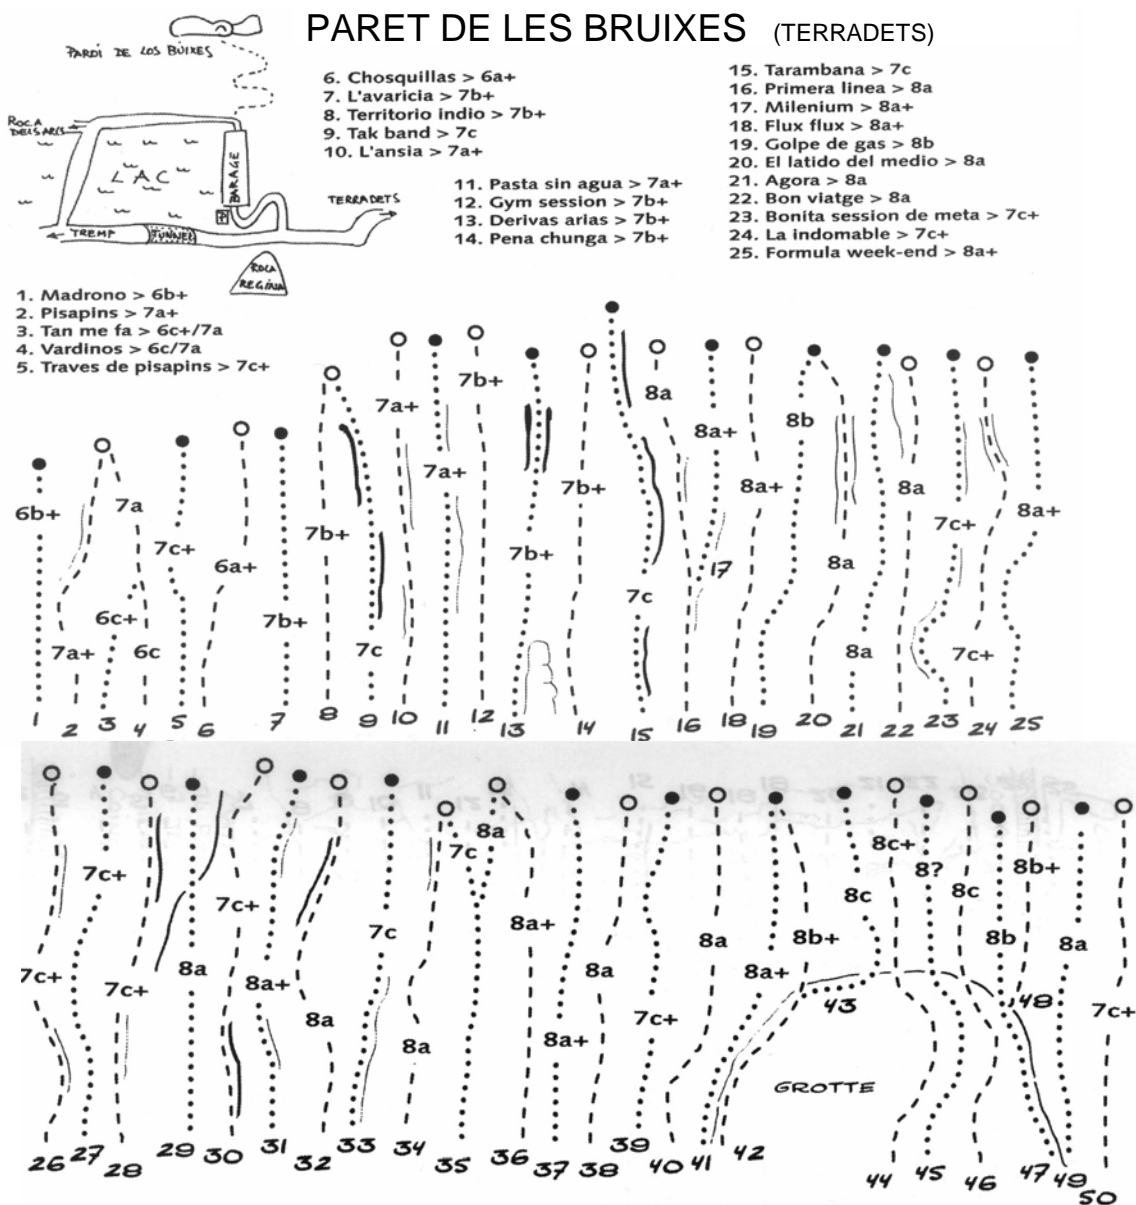 PARET DE LES BRUIXES (TERRADETS)
PARDI DE LOS BUIXES
ROCA
DELS ARIS
LAC
BARAGE
P
TERRADETS
TREMP
TUNNEL
ROCA
REGINA
6. Chosquillas > 6a+
7. L'avaricia > 7b+
8. Territorio indio > 7b+
9. Tak band > 7c
10. L'ansia > 7a+
11. Pasta sin agua > 7a+
12. Gym session > 7b+
13. Derivas arias > 7b+
14. Pena chunga > 7b+
15. Tarambana > 7c
16. Primera linea > 8a
17. Milenium > 8a+
18. Flux flux > 8a+
19. Golpe de gas > 8b
20. El latido del medio > 8a
21. Agora > 8a
22. Bon viatge > 8a
23. Bonita session de meta > 7c+
24. La indomable > 7c+
25. Formula week-end > 8a+
1. Madrono > 6b+
2. Pisapins > 7a+
3. Tan me fa > 6c+/7a
4. Vardinos > 6c/7a
5. Traves de pisapins > 7c+
7b+ 8a
7a+ 8b 8a+
7a+ 7b+ 8a+ 8a
6b+ 7a 7c+ 7b+ 7b+ 7c+ 8a+
6a+ 17 8a
6c+ 7b+ 7c
7a+ 6c 7c 8a 7c+
1 2 3 4 5 6 7 8 9 10 11 12 13 14 15 16 18 19 20 21 22 23 24 25
8a 8c+
7c+ 7c 8? 8b+
7c+ 8c 8c
7c 8a+ 8a 8b+ 8b 8a
7c+ 7c+ 8a 8a+ 8a 8a+ 43 48
8a 8a 8a+ 7c+ 7c+
GROTTE
26 27 28 29 30 31 32 33 34 35 36 37 38 39 40 41 42 44 45 46 47 49 50